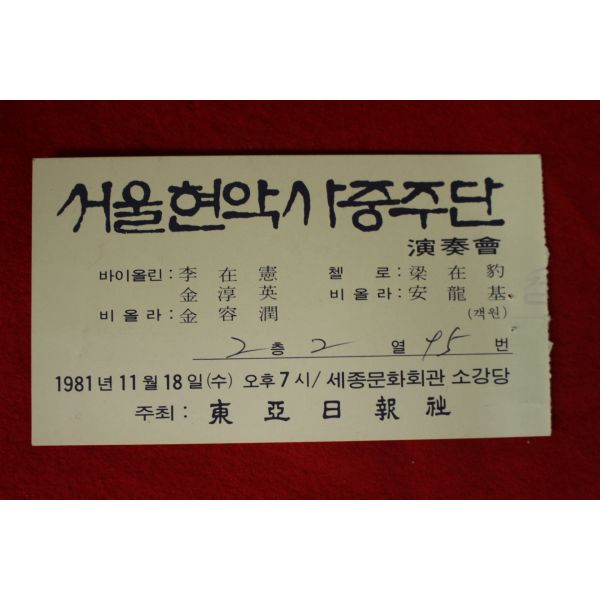 서울현악사중주단
演奏會
바이올린: 李在憲 첼로: 梁在豹
金淳英 비올라: 安龍基
비올라: 金容潤 (객원)
2층 2열 95번
1981년 11월 18일(수) 오후7시/세종문화회관 소강당
주최: 東亞日報社